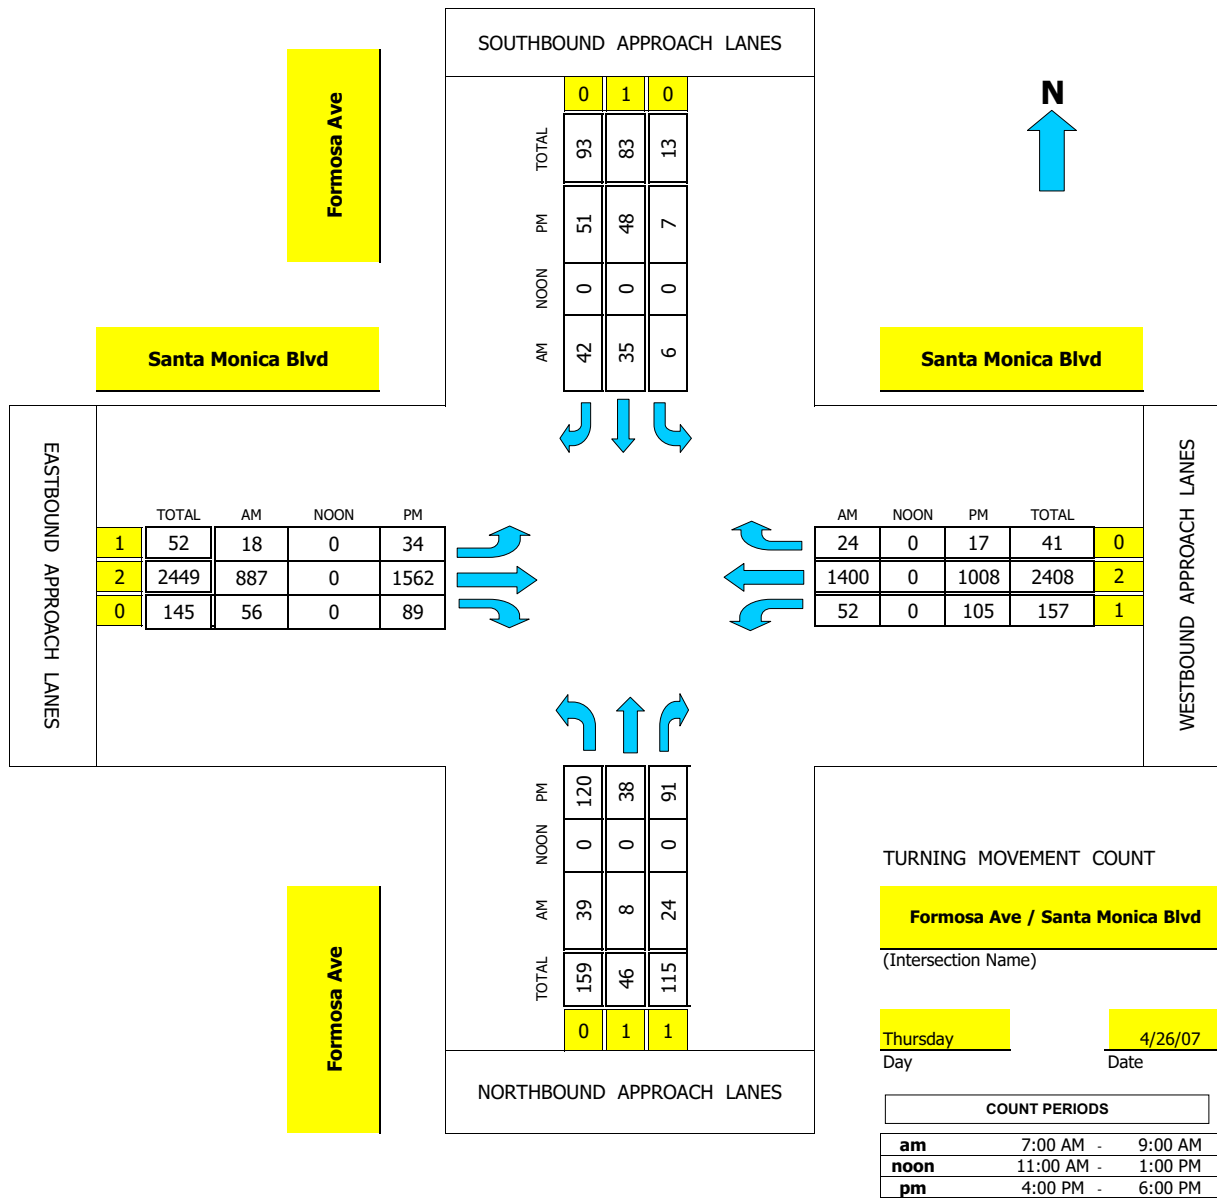 SOUTHBOUND APPROACH LANES
0 1 0
N
Formosa Ave
TOTAL 93 83 13
PM 51 48 7
NOON 0 0 0
AM 42 35 6
Santa Monica Blvd
Santa Monica Blvd
EASTBOUND APPROACH LANES
TOTAL AM NOON PM
1 52 18 0 34
2 2449 887 0 1562
0 145 56 0 89
AM NOON PM TOTAL
24 0 17 41 0
1400 0 1008 2408 2
52 0 105 157 1
WESTBOUND APPROACH LANES
PM 120 38 91
NOON 0 0 0
AM 39 8 24
TOTAL 159 46 115
0 1 1
NORTHBOUND APPROACH LANES
Formosa Ave
TURNING MOVEMENT COUNT
Formosa Ave / Santa Monica Blvd
(Intersection Name)
Thursday 4/26/07
Day Date
COUNT PERIODS
am 7:00 AM - 9:00 AM
noon 11:00 AM - 1:00 PM
pm 4:00 PM - 6:00 PM